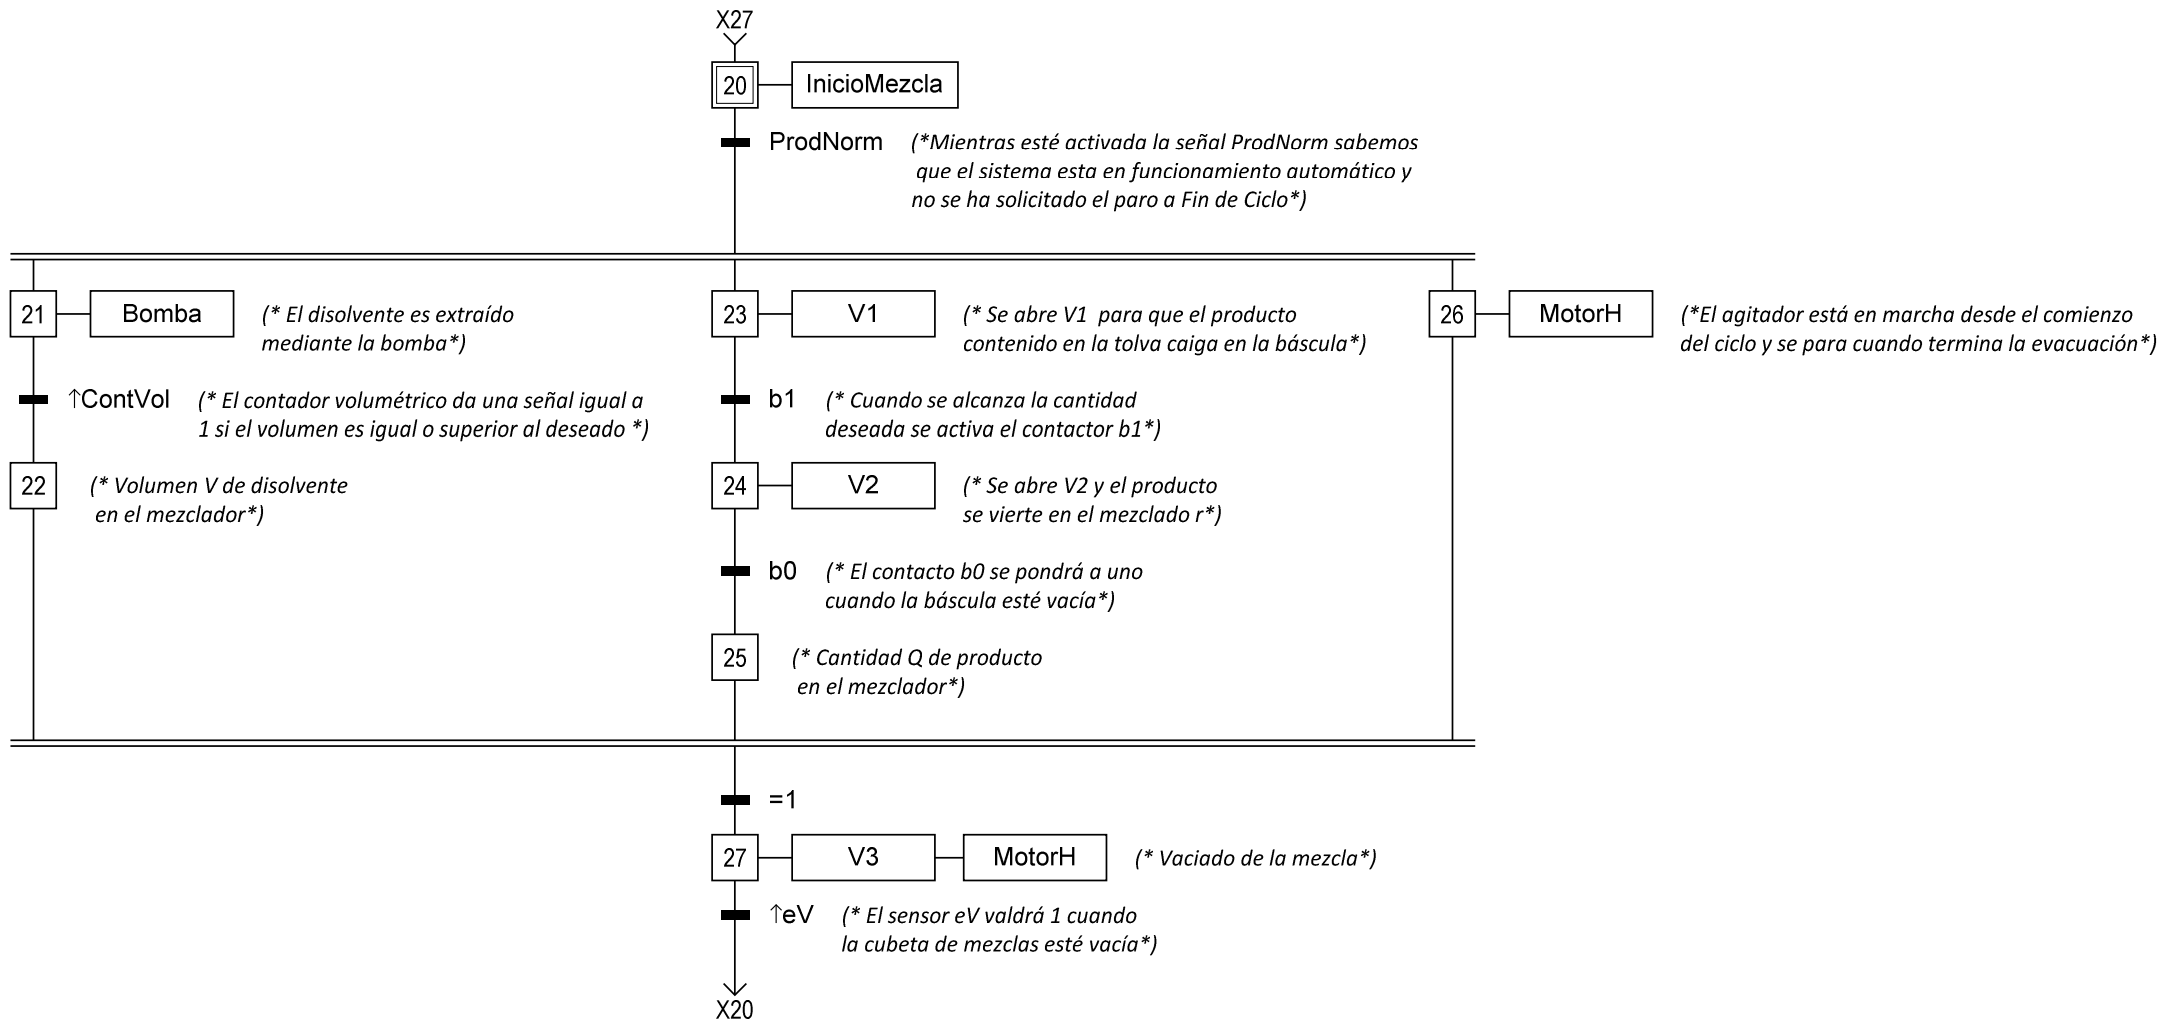 X27
20
InicioMezcla
ProdNorm
(*Mientras esté activada la señal ProdNorm sabemos
que el sistema esta en funcionamiento automático y
no se ha solicitado el paro a Fin de Ciclo*)
21
Bomba
(* El disolvente es extraído
mediante la bomba*)
23
V1
(* Se abre V1 para que el producto
contenido en la tolva caiga en la báscula*)
26
MotorH
(*El agitador está en marcha desde el comienzo
del ciclo y se para cuando termina la evacuación*)
↑ContVol
(* El contador volumétrico da una señal igual a
1 si el volumen es igual o superior al deseado *)
b1
(* Cuando se alcanza la cantidad
deseada se activa el contactor b1*)
22
(* Volumen V de disolvente
en el mezclador*)
24
V2
(* Se abre V2 y el producto
se vierte en el mezclado r*)
b0
(* El contacto b0 se pondrá a uno
cuando la báscula esté vacía*)
25
(* Cantidad Q de producto
en el mezclador*)
=1
27
V3
MotorH
(* Vaciado de la mezcla*)
↑eV
(* El sensor eV valdrá 1 cuando
la cubeta de mezclas esté vacía*)
X20